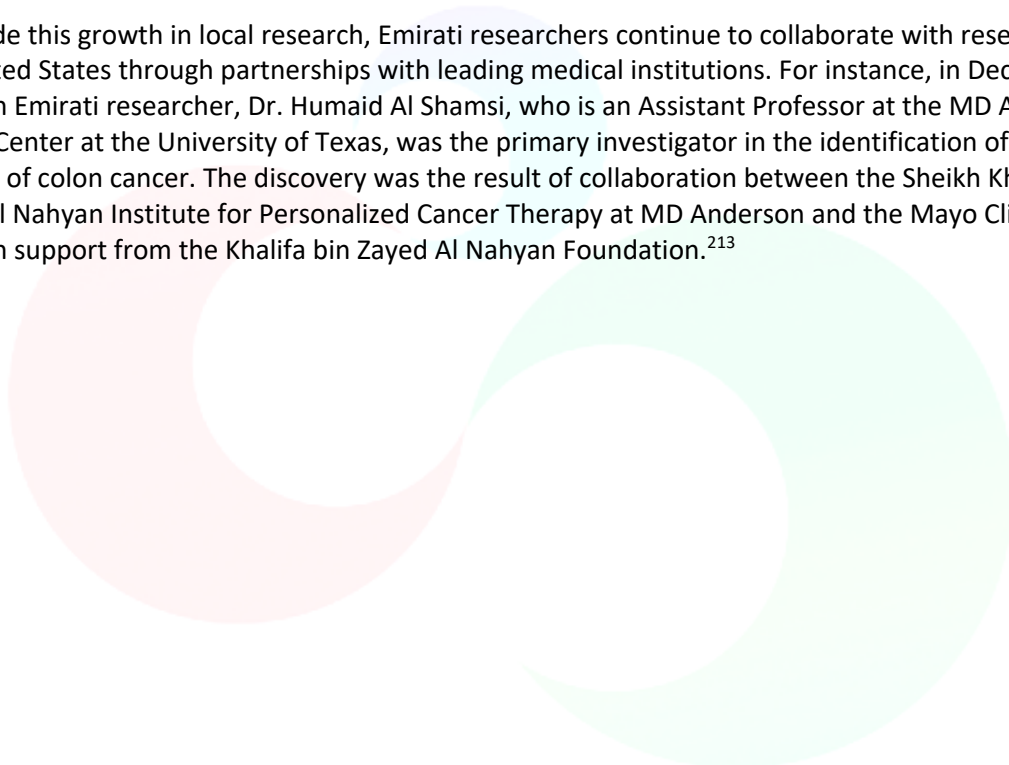 de this growth in local research, Emirati researchers continue to collaborate with rese
ted States through partnerships with leading medical institutions. For instance, in Dec
n Emirati researcher, Dr. Humaid Al Shamsi, who is an Assistant Professor at the MD A
Center at the University of Texas, was the primary investigator in the identification of
of colon cancer. The discovery was the result of collaboration between the Sheikh Kh
l Nahyan Institute for Personalized Cancer Therapy at MD Anderson and the Mayo Cli
n support from the Khalifa bin Zayed Al Nahyan Foundation.213